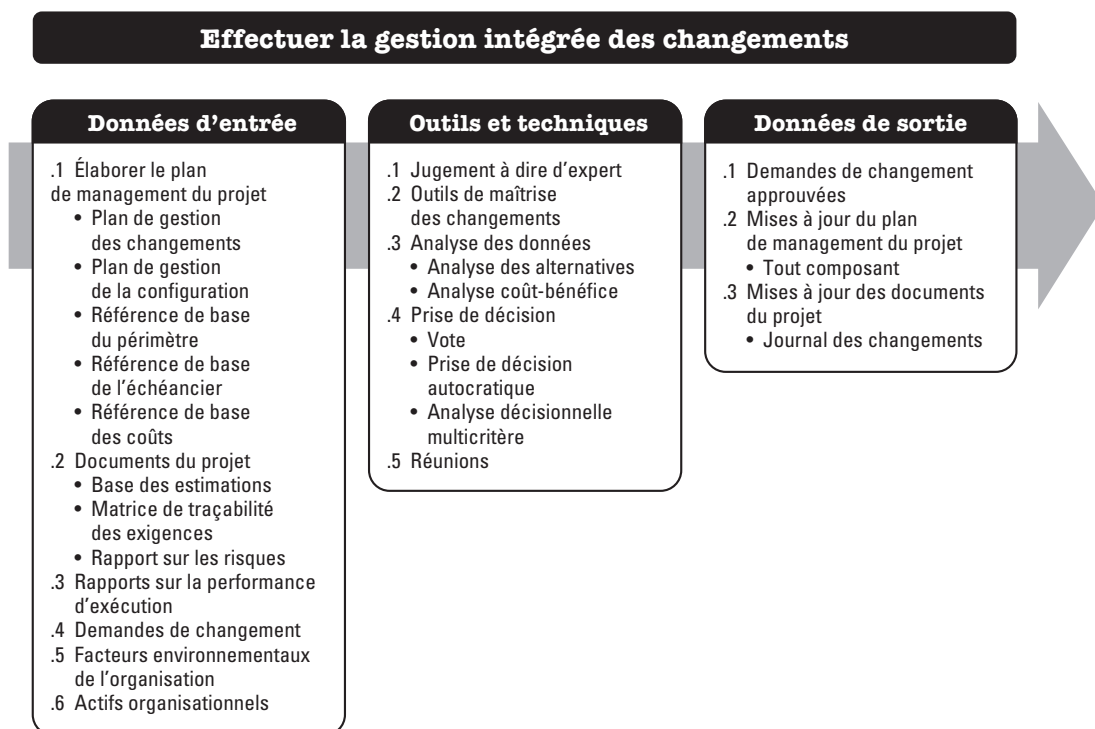 Effectuer la gestion intégrée des changements
Données d'entrée
.1 Élaborer le plan
de management du projet
• Plan de gestion
des changements
• Plan de gestion
de la configuration
• Référence de base
du périmètre
• Référence de base
de l'échéancier
• Référence de base
des coûts
.2 Documents du projet
• Base des estimations
• Matrice de traçabilité
des exigences
• Rapport sur les risques
.3 Rapports sur la performance
d'exécution
.4 Demandes de changement
.5 Facteurs environnementaux
de l'organisation
.6 Actifs organisationnels
Outils et techniques
.1 Jugement à dire d'expert
.2 Outils de maîtrise
des changements
.3 Analyse des données
• Analyse des alternatives
• Analyse coût-bénéfice
.4 Prise de décision
• Vote
• Prise de décision
autocratique
• Analyse décisionnelle
multicritère
.5 Réunions
Données de sortie
.1 Demandes de changement
approuvées
.2 Mises à jour du plan
de management du projet
• Tout composant
.3 Mises à jour des documents
du projet
• Journal des changements